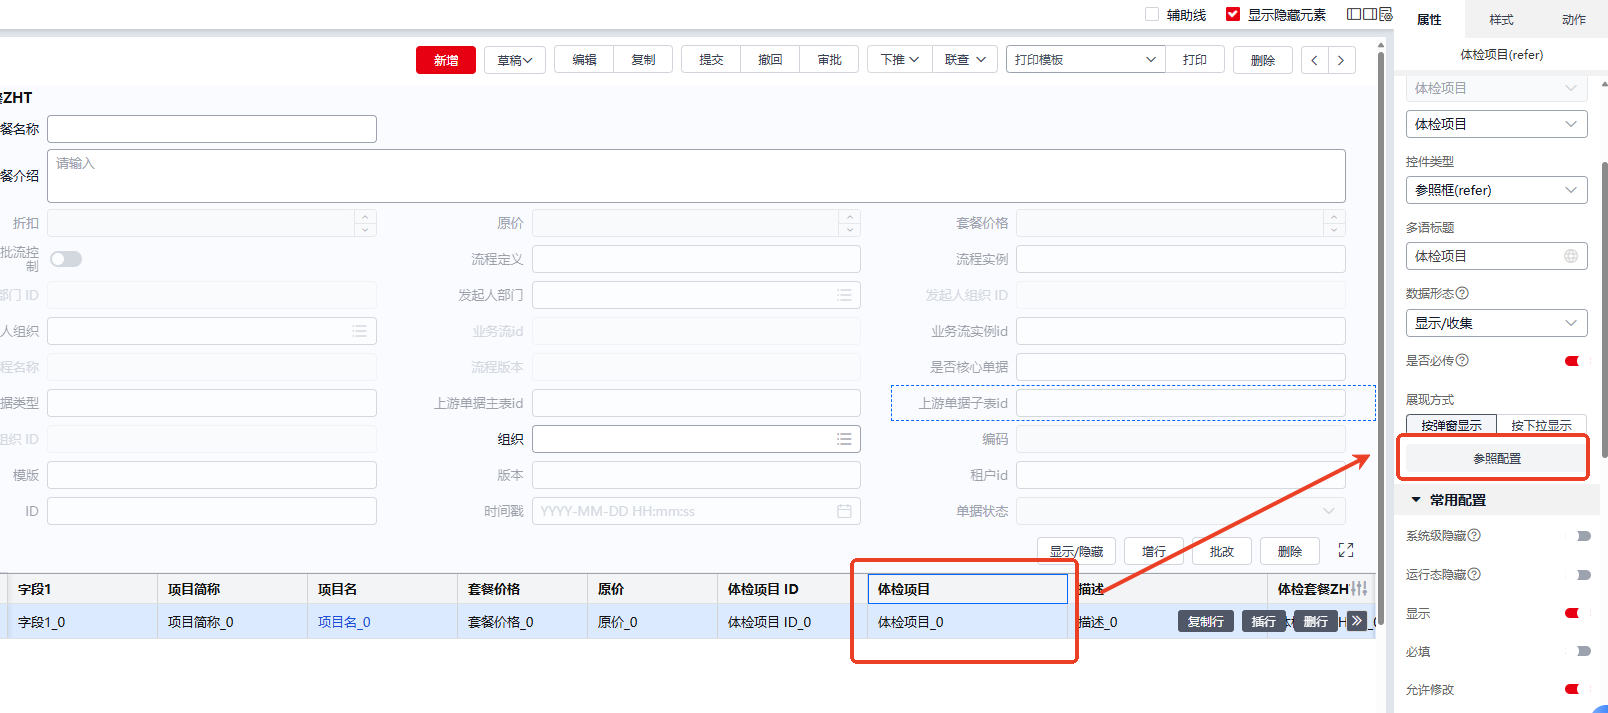 辅助线 显示隐藏元素
属性 样式 动作
体检项目(refer)
新增 草稿 编辑 复制 提交 撤回 审批 下推 联查 打印模板 打印 删除
ZHT
餐名称
餐介绍 请输入
折扣 原价 套餐价格
批流控
制
流程定义 流程实例
部门 ID 发起人部门 发起人组织 ID
人组织 业务流id 业务流实例id
程名称 流程版本 是否核心单据
据类型 上游单据主表id 上游单据子表id
组织 ID 组织 编码
模版 版本 租户id
ID 时间戳 YYYY-MM-DD HH:mm:ss 单据状态
显示/隐藏 增行 批改 删除
字段1 项目简称 项目名 套餐价格 原价 体检项目 ID 体检项目 描述 体检套餐ZH
字段1_0 项目简称_0 项目名_0 套餐价格_0 原价_0 体检项目 ID_0 体检项目_0 描述_0 复制行 插行 删行
体检项目
体检项目
控件类型
参照框(refer)
多语标题
体检项目
数据形态
显示/收集
是否必传
展现方式
按弹窗显示 按下拉显示
参照配置
常用配置
系统级隐藏
运行态隐藏
显示
必填
允许修改